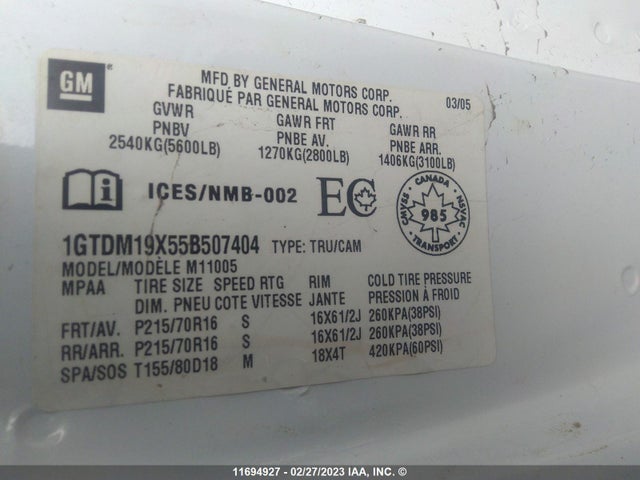 GM
MFD BY GENERAL MOTORS CORP.
FABRIQUÉ PAR GENERAL MOTORS CORP.
03/05
GVWR GAWR FRT GAWR RR
PNBV PNBE AV. PNBE ARR.
2540KG(5600LB) 1270KG(2800LB) 1406KG(3100LB)
ICES/NMB-002 EC
CANADA
CMVSS 985 NSVAC
TRANSPORT
1GTDM19X55B507404 TYPE: TRU/CAM
MODEL/MODÈLE M11005
MPAA TIRE SIZE SPEED RTG RIM COLD TIRE PRESSURE
DIM. PNEU COTE VITESSE JANTE PRESSION À FROID
FRT/AV. P215/70R16 S 16X61/2J 260KPA(38PSI)
RR/ARR. P215/70R16 S 16X61/2J 260KPA(38PSI)
SPA/SOS T155/80D18 M 18X4T 420KPA(60PSI)
11694927 - 02/27/2023 IAA, INC. ©